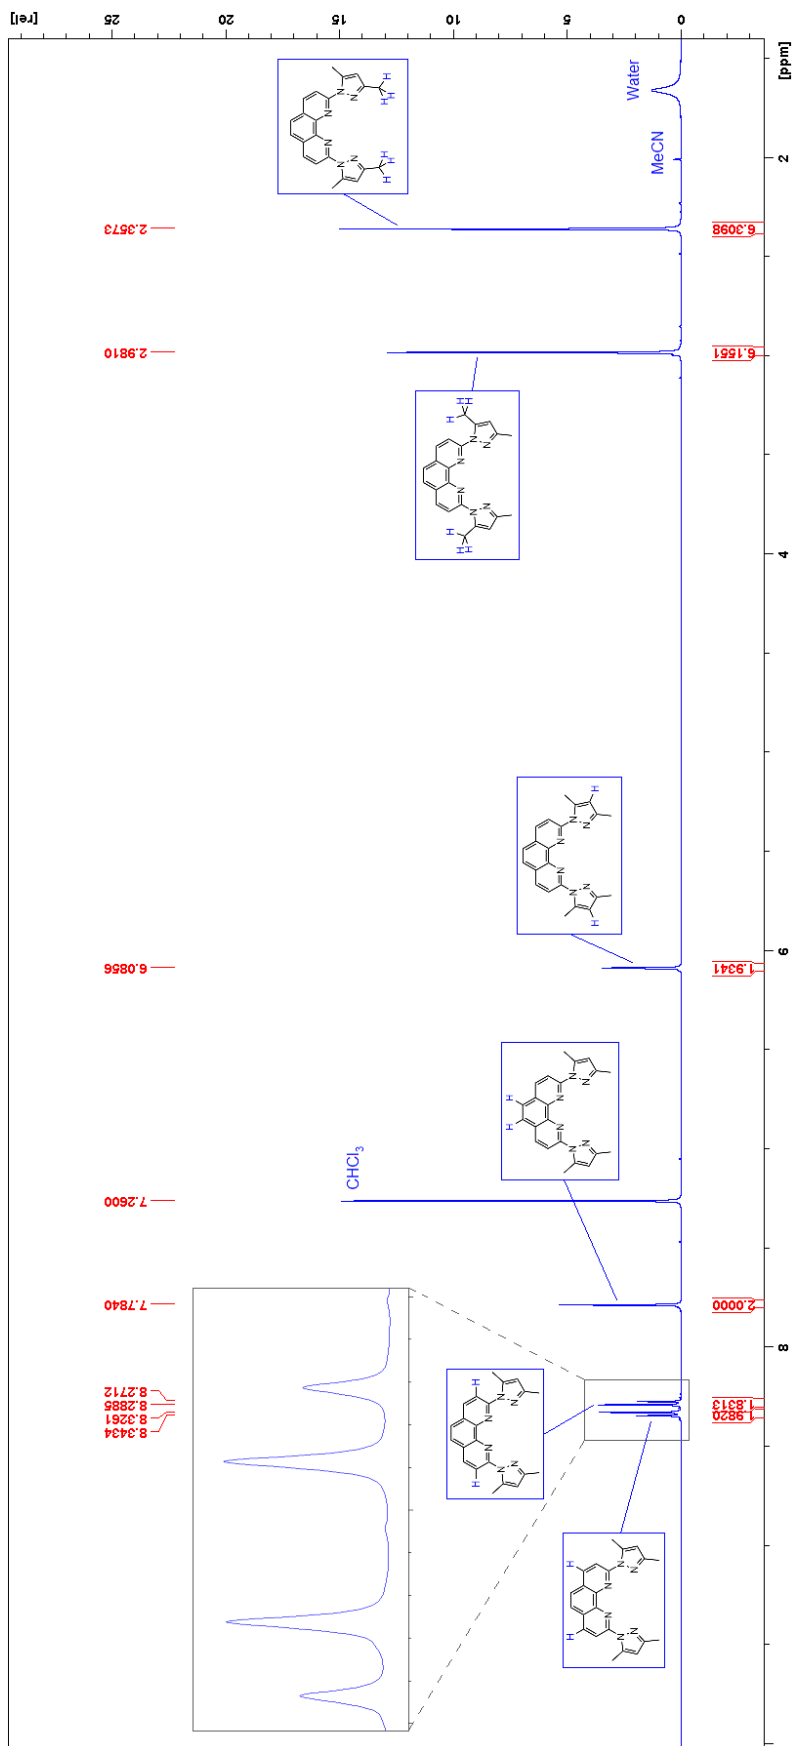 [rel]
25
20
15
10
5
0
[ppm]
2
4
6
8
Water
MeCN
CHCl₃
2.3573
2.9810
6.0856
7.2600
7.7840
8.2712
8.2885
8.3261
8.3434
6.3098
6.1551
1.9341
2.0000
1.8313
1.9820
N N N N N N H H H H H H
N N N N N N H H H H H H
N N N N N N H H
N N N N N N H H
N N N N N N H H
N N N N N N H H